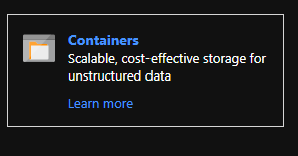 Containers
Scalable, cost-effective storage for
unstructured data
Learn more